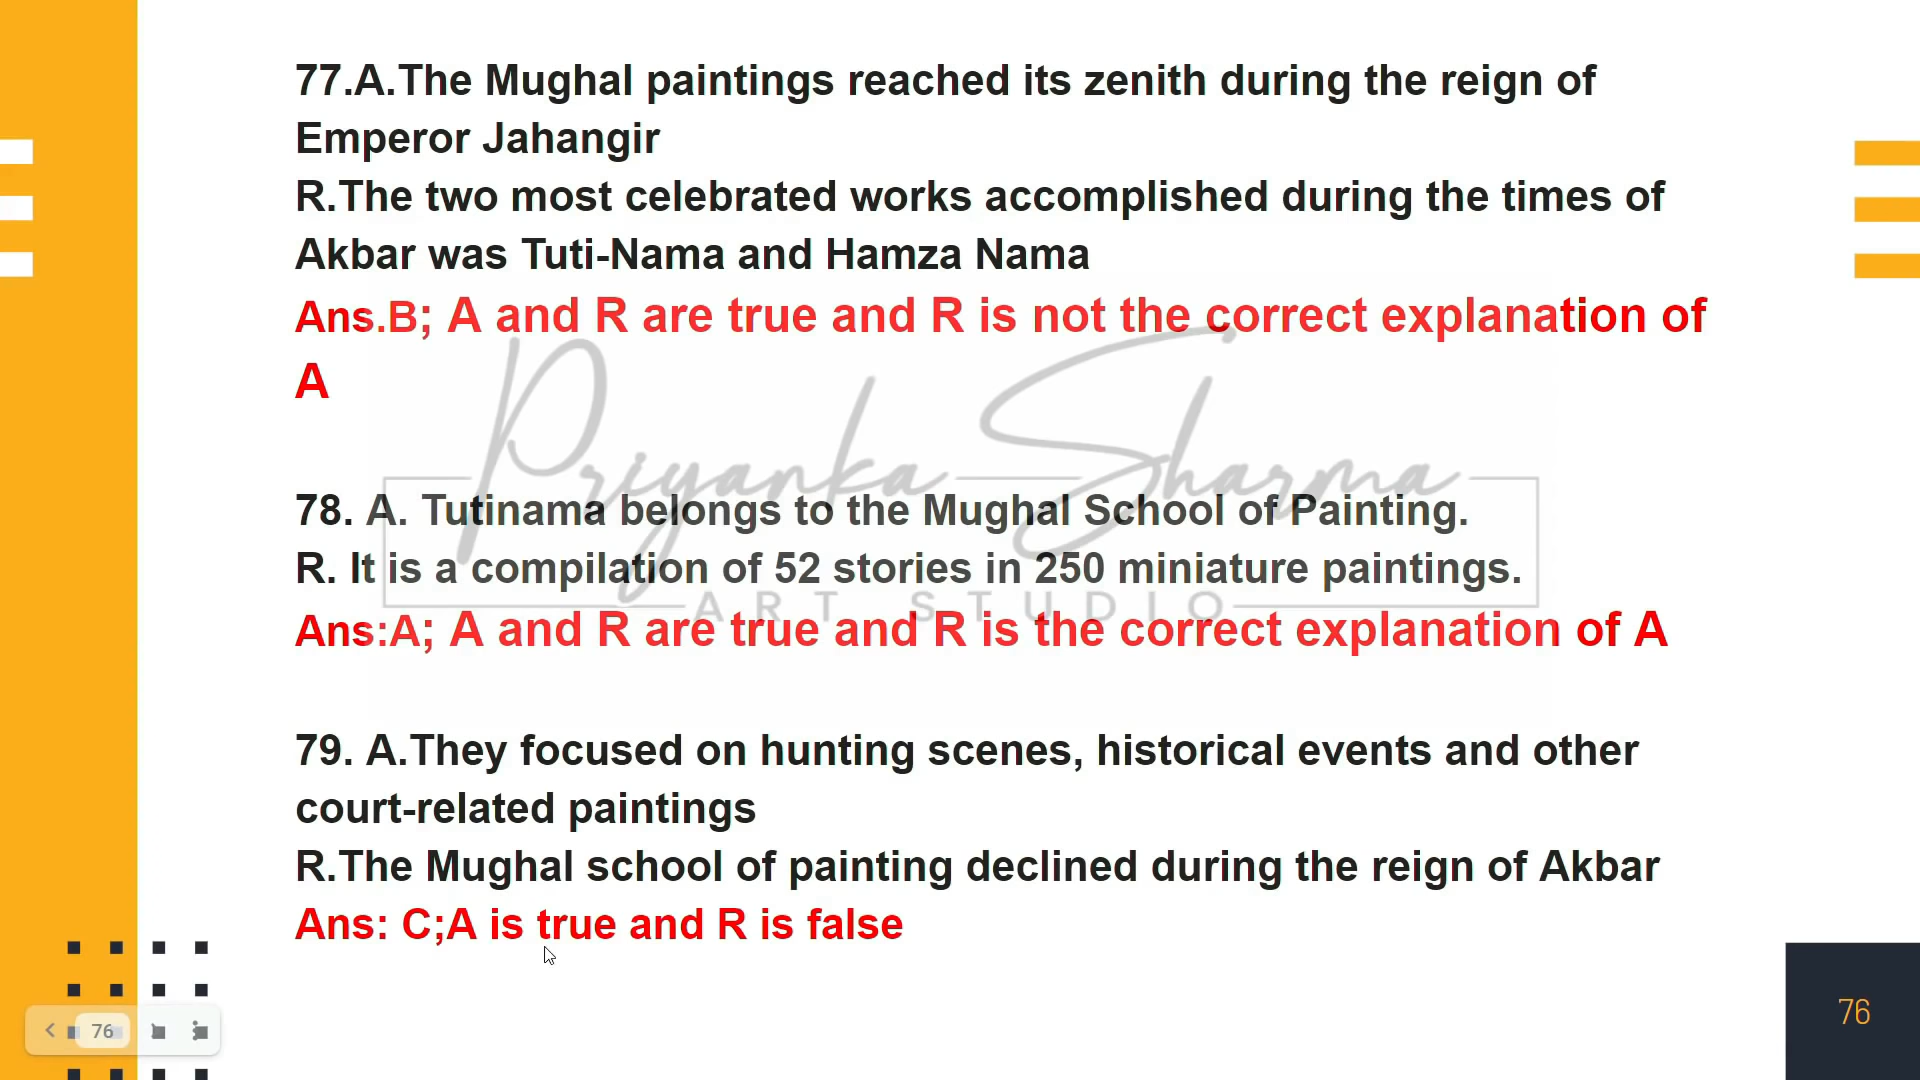 77.A.The Mughal paintings reached its zenith during the reign of
Emperor Jahangir
R.The two most celebrated works accomplished during the times of
Akbar was Tuti-Nama and Hamza Nama
Ans.B; A and R are true and R is not the correct explanation of
A
Priyanka Sharma
78. A. Tutinama belongs to the Mughal School of Painting.
R. It is a compilation of 52 stories in 250 miniature paintings.
ART STUDIO
Ans:A; A and R are true and R is the correct explanation of A
79. A.They focused on hunting scenes, historical events and other
court-related paintings
R.The Mughal school of painting declined during the reign of Akbar
Ans: C;A is true and R is false
76
76